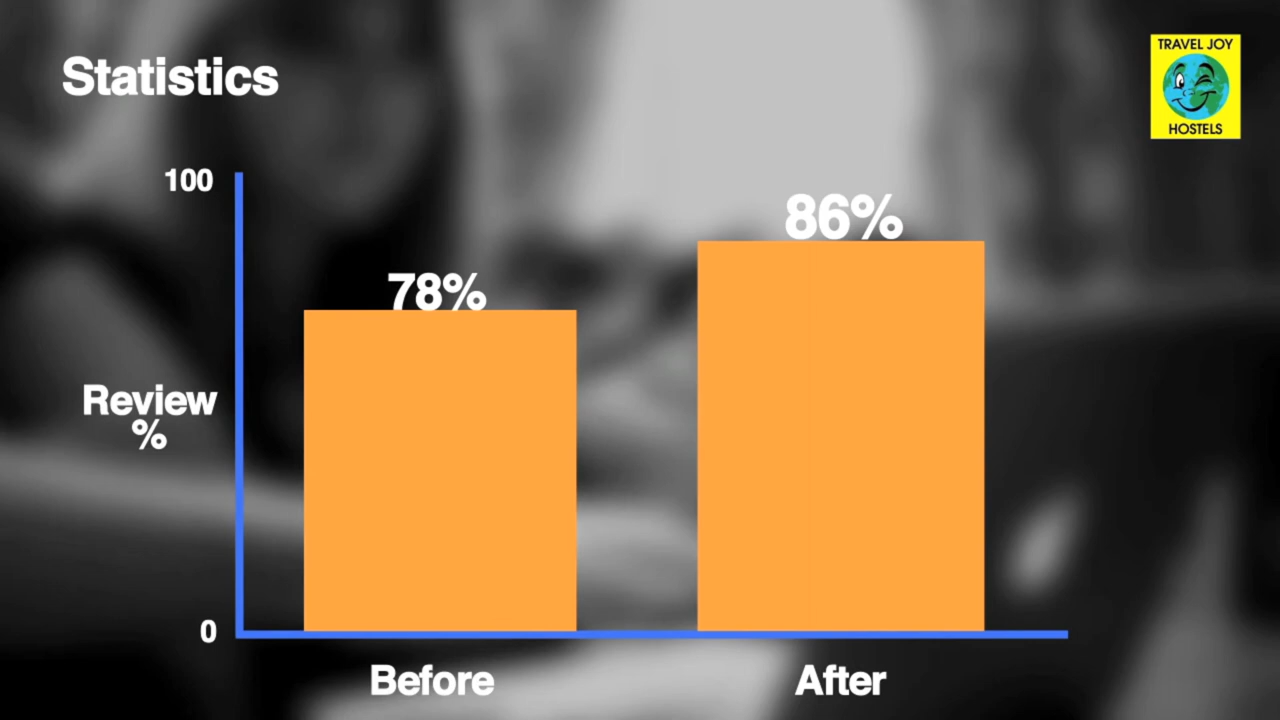 Statistics
TRAVEL JOY
HOSTELS
100
86%
78%
Review
%
0
Before
After